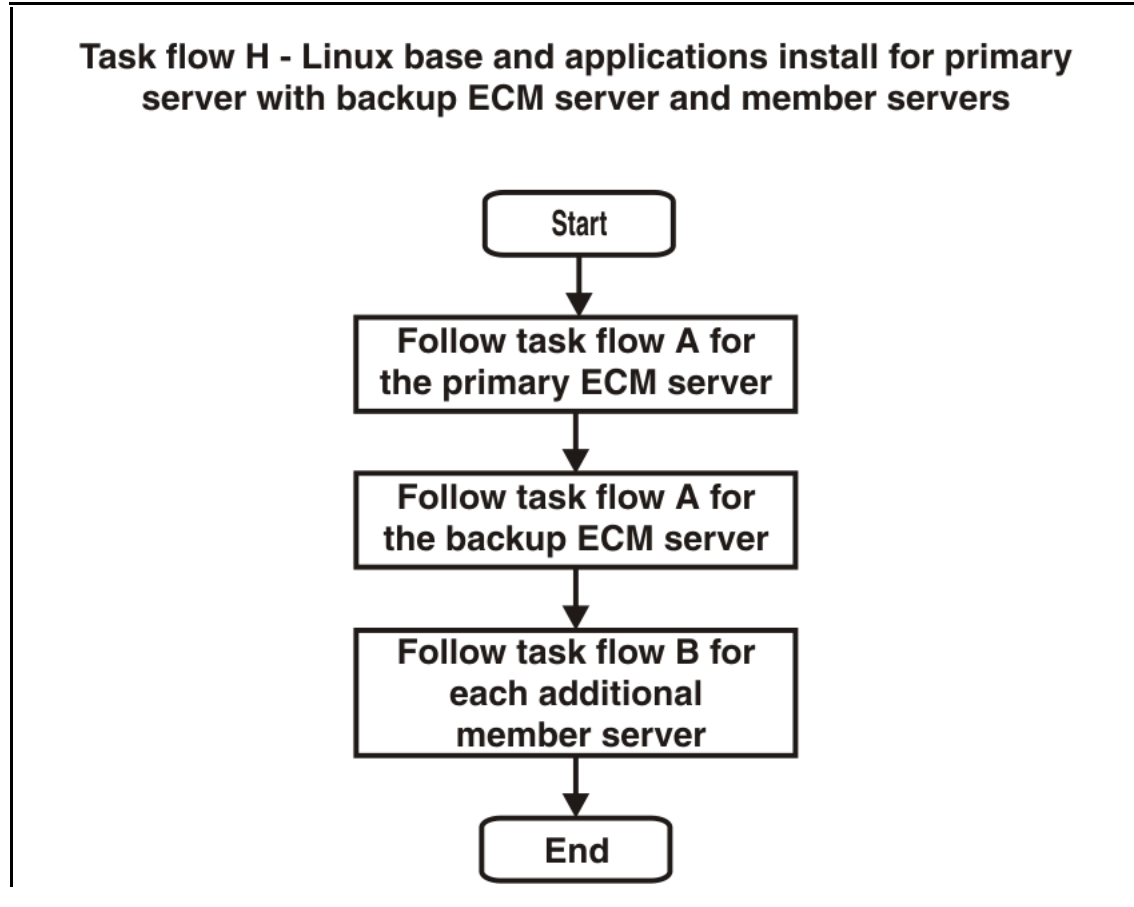 Task flow H - Linux base and applications install for primary
server with backup ECM server and member servers
Start
Follow task flow A for
the primary ECM server
Follow task flow A for
the backup ECM server
Follow task flow B for
each additional
member server
End